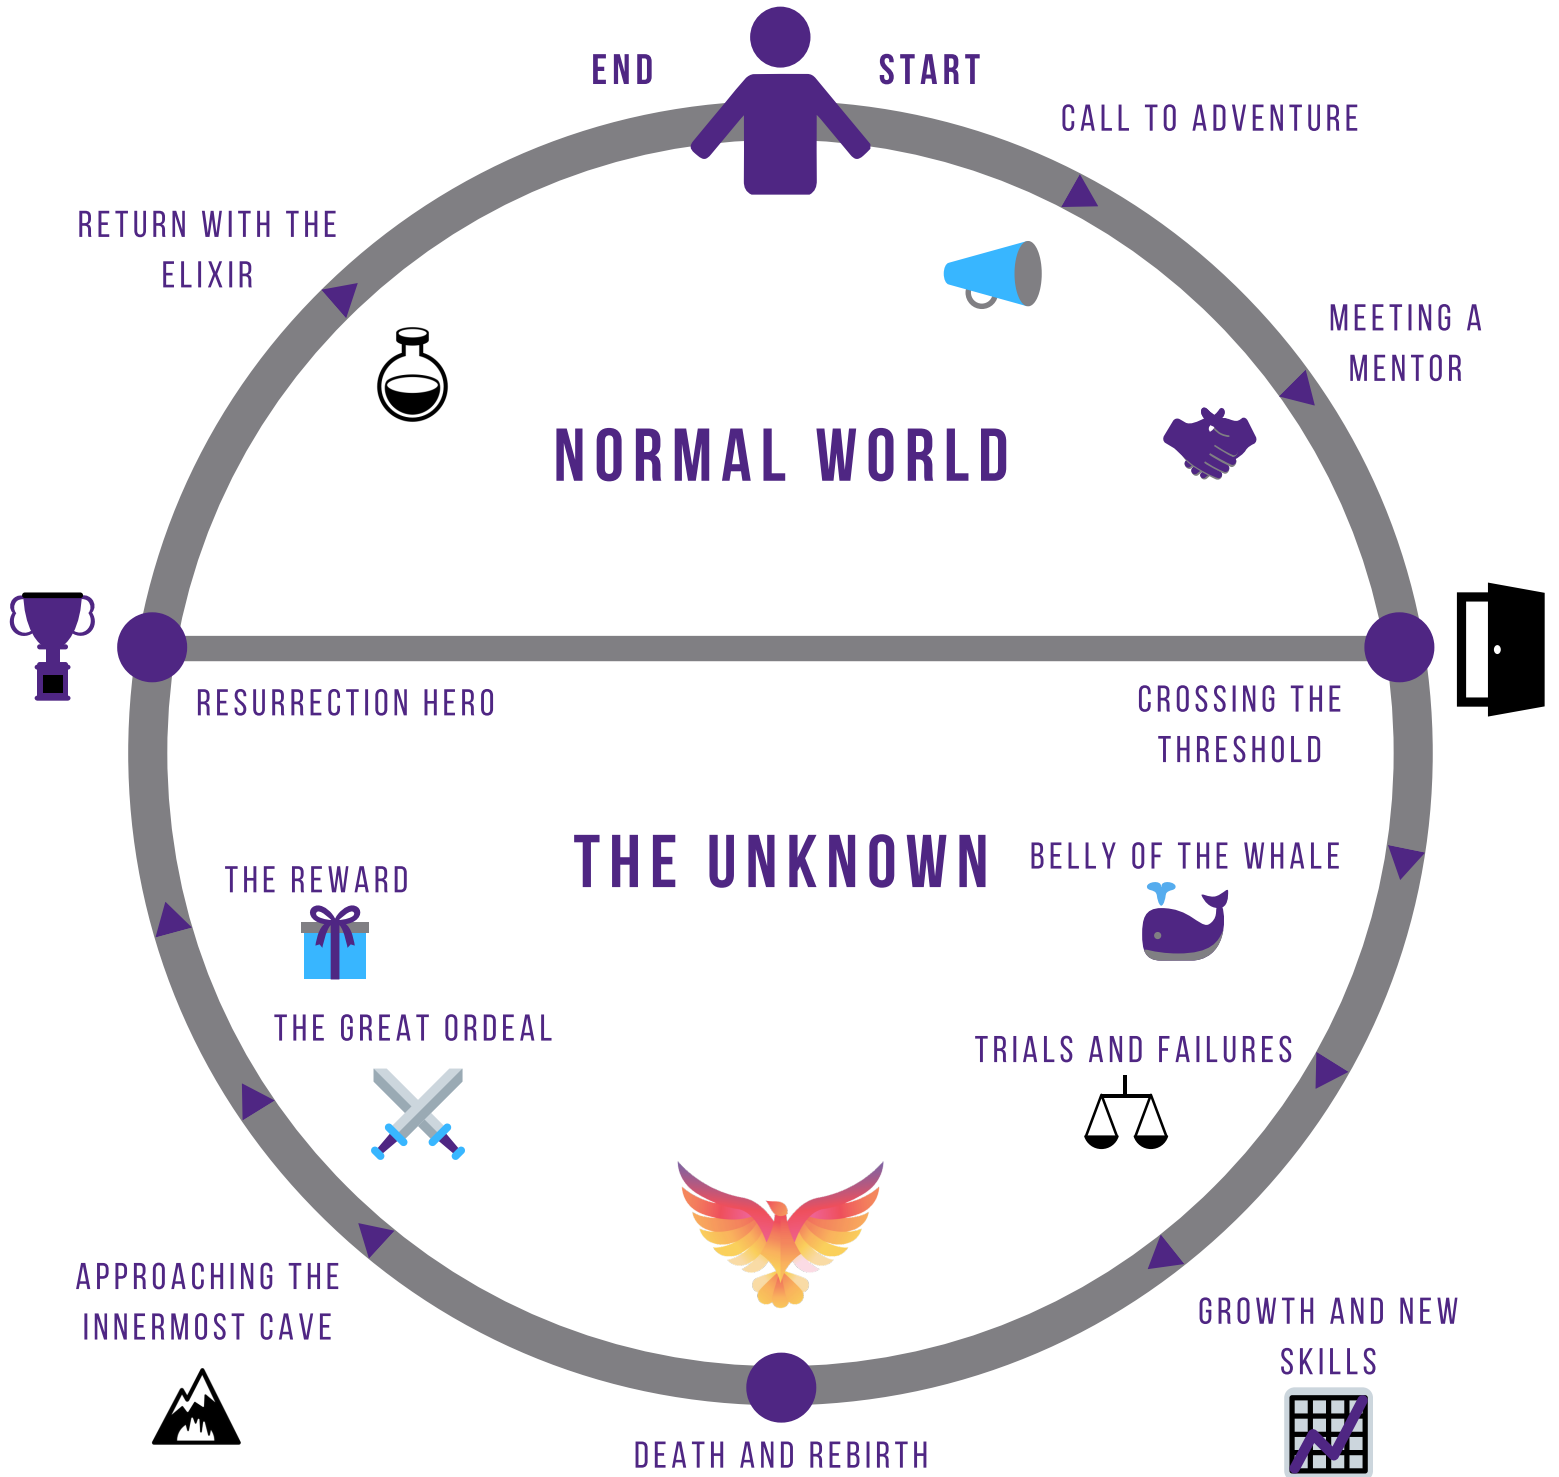 END
START
CALL TO ADVENTURE
RETURN WITH THE
ELIXIR
MEETING A
MENTOR
NORMAL WORLD
RESURRECTION HERO
CROSSING THE
THRESHOLD
THE UNKNOWN
BELLY OF THE WHALE
THE REWARD
THE GREAT ORDEAL
TRIALS AND FAILURES
APPROACHING THE
INNERMOST CAVE
GROWTH AND NEW
SKILLS
DEATH AND REBIRTH